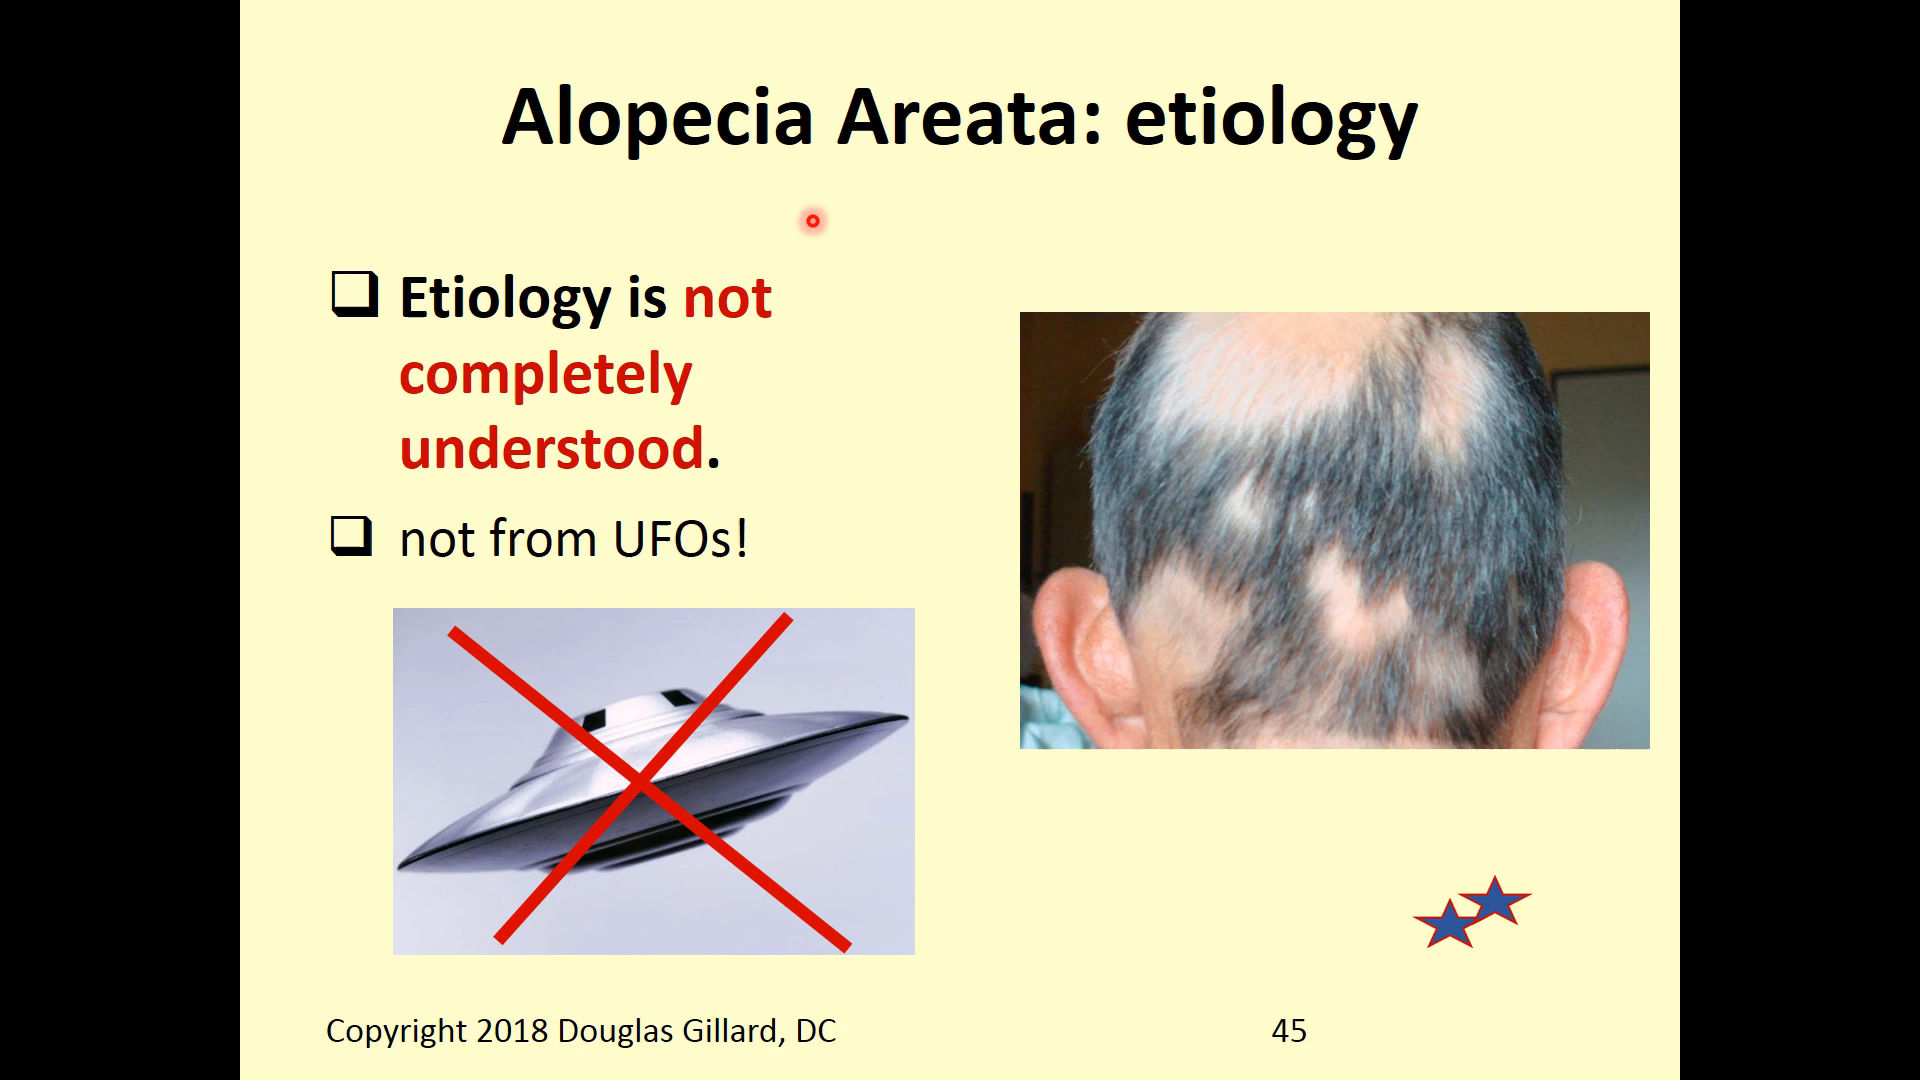 Alopecia Areata: etiology
Etiology is not
completely
understood.
not from UFOs!
Copyright 2018 Douglas Gillard, DC
45